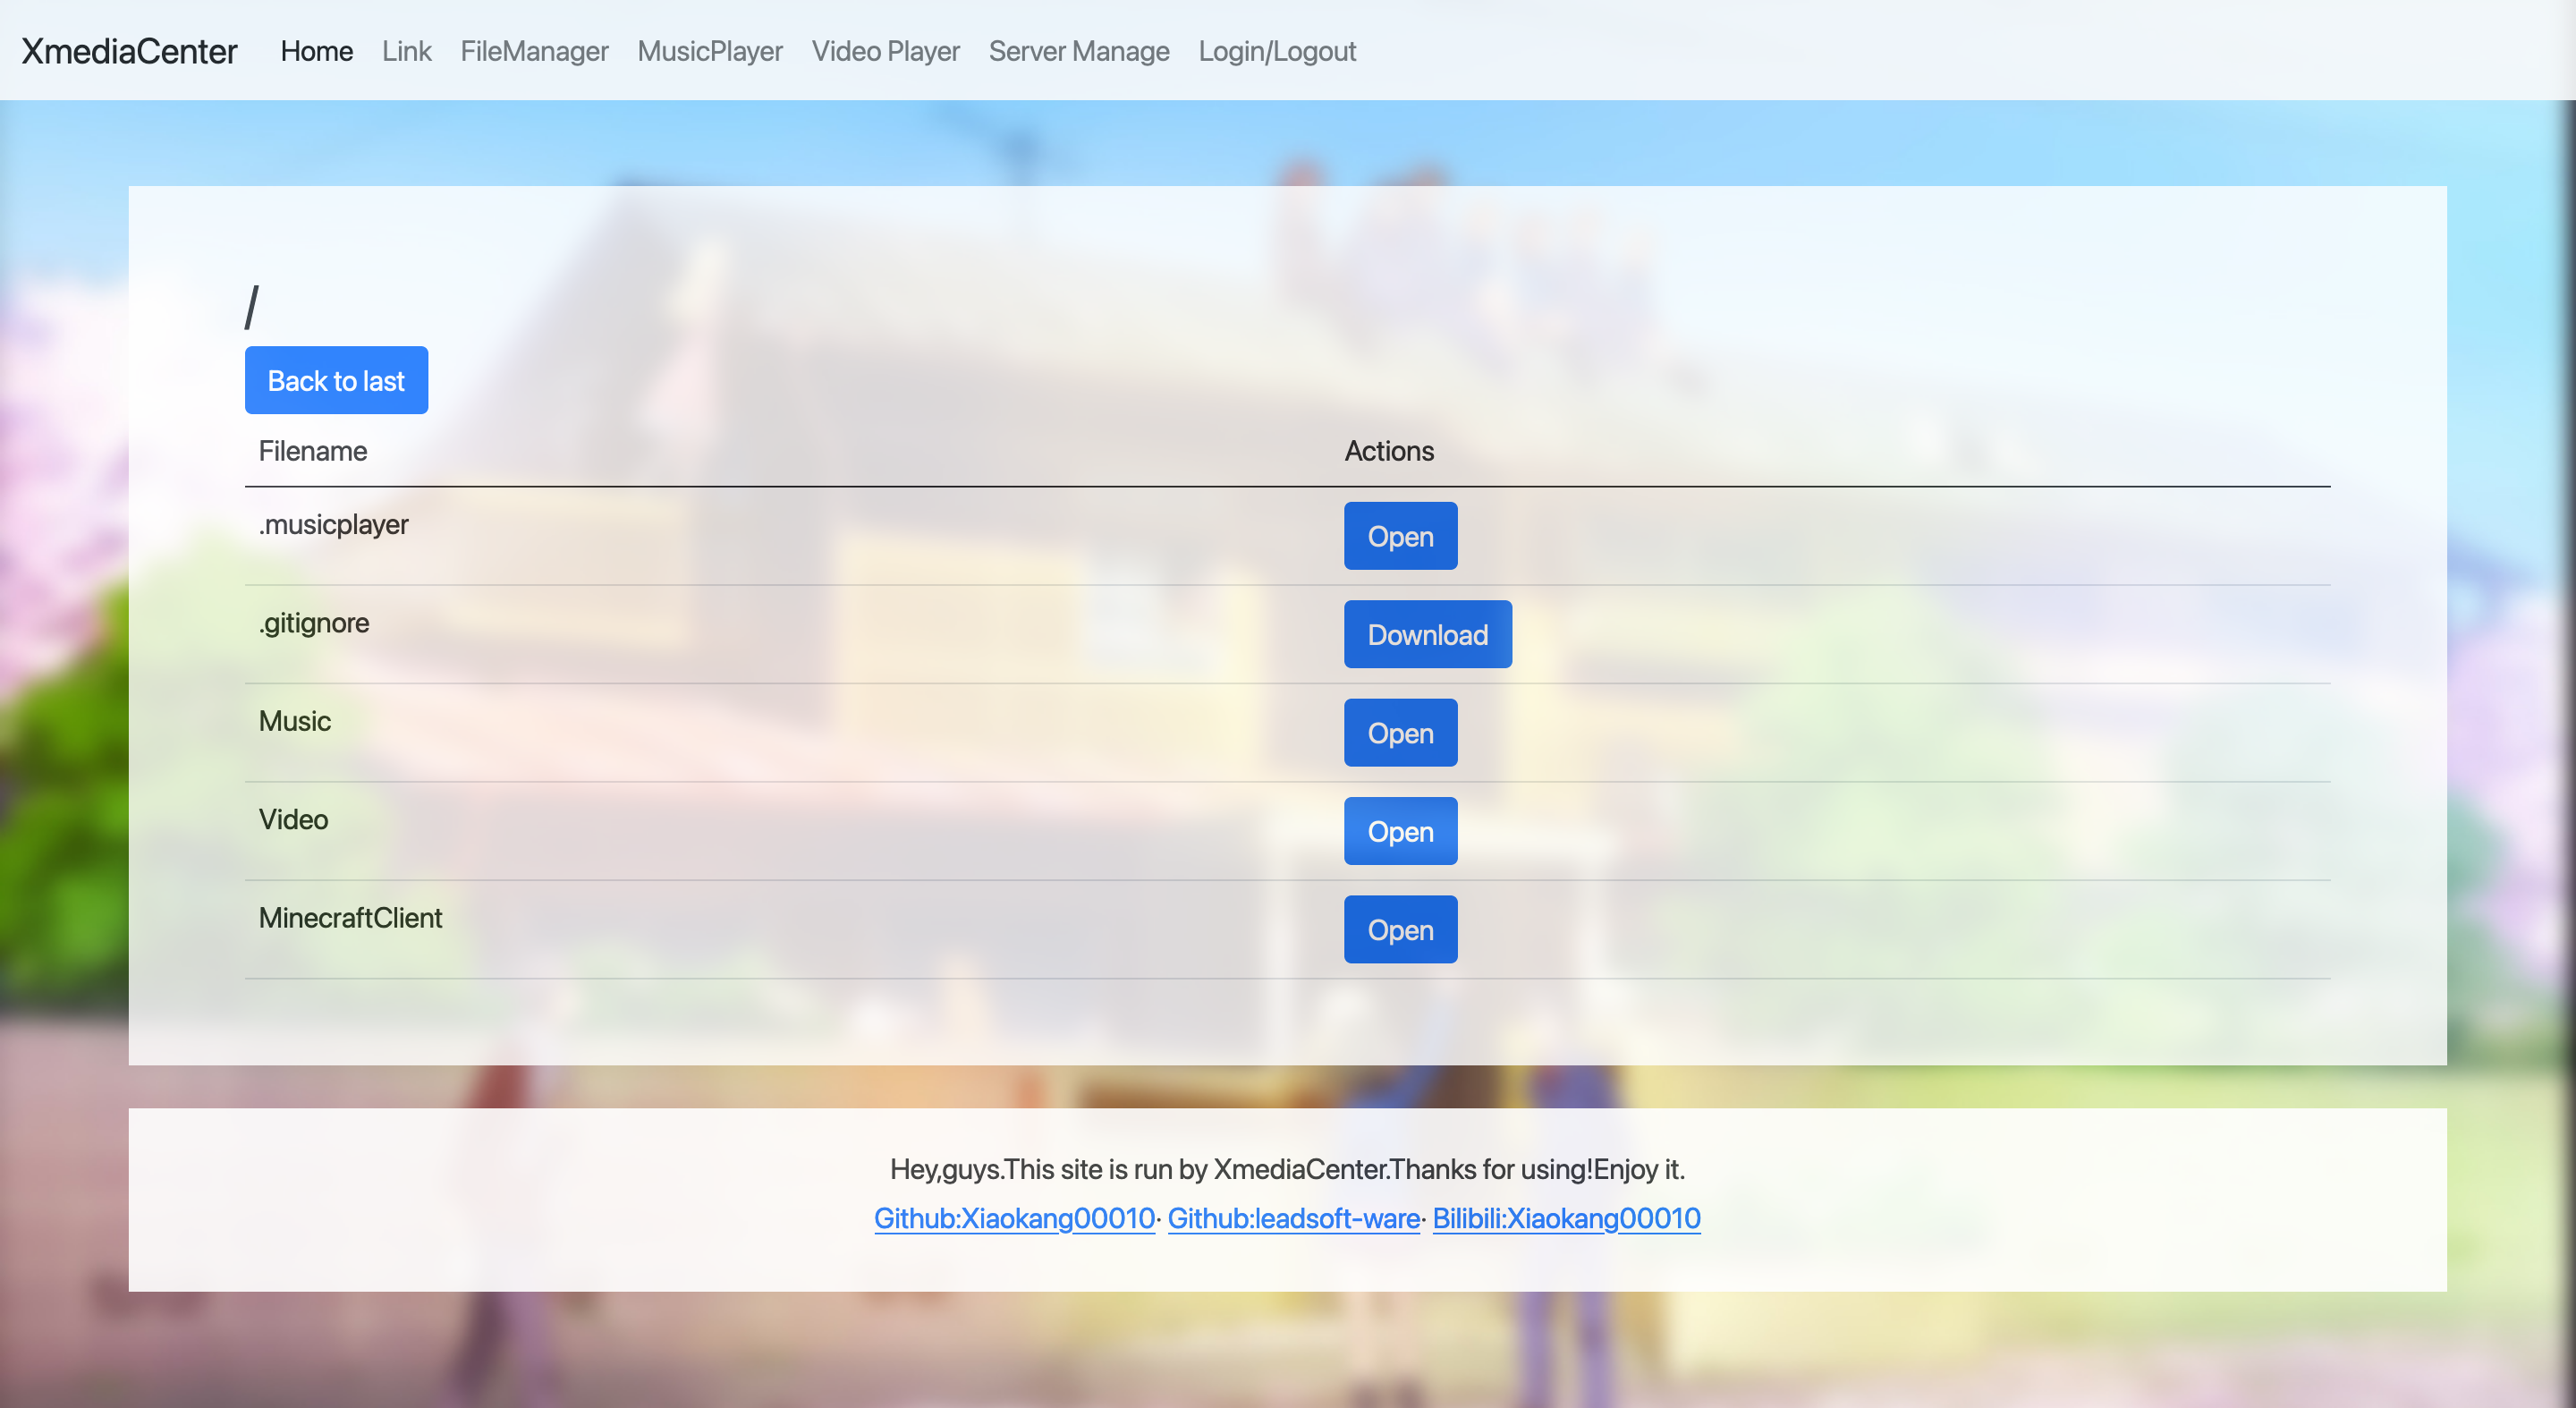 XmediaCenter Home Link FileManager MusicPlayer Video Player Server Manage Login/Logout
/
Back to last
Filename Actions
.musicplayer Open
.gitignore Download
Music Open
Video Open
MinecraftClient Open
Hey,guys.This site is run by XmediaCenter.Thanks for using!Enjoy it.
Github:Xiaokang00010· Github:leadsoft-ware· Bilibili:Xiaokang00010